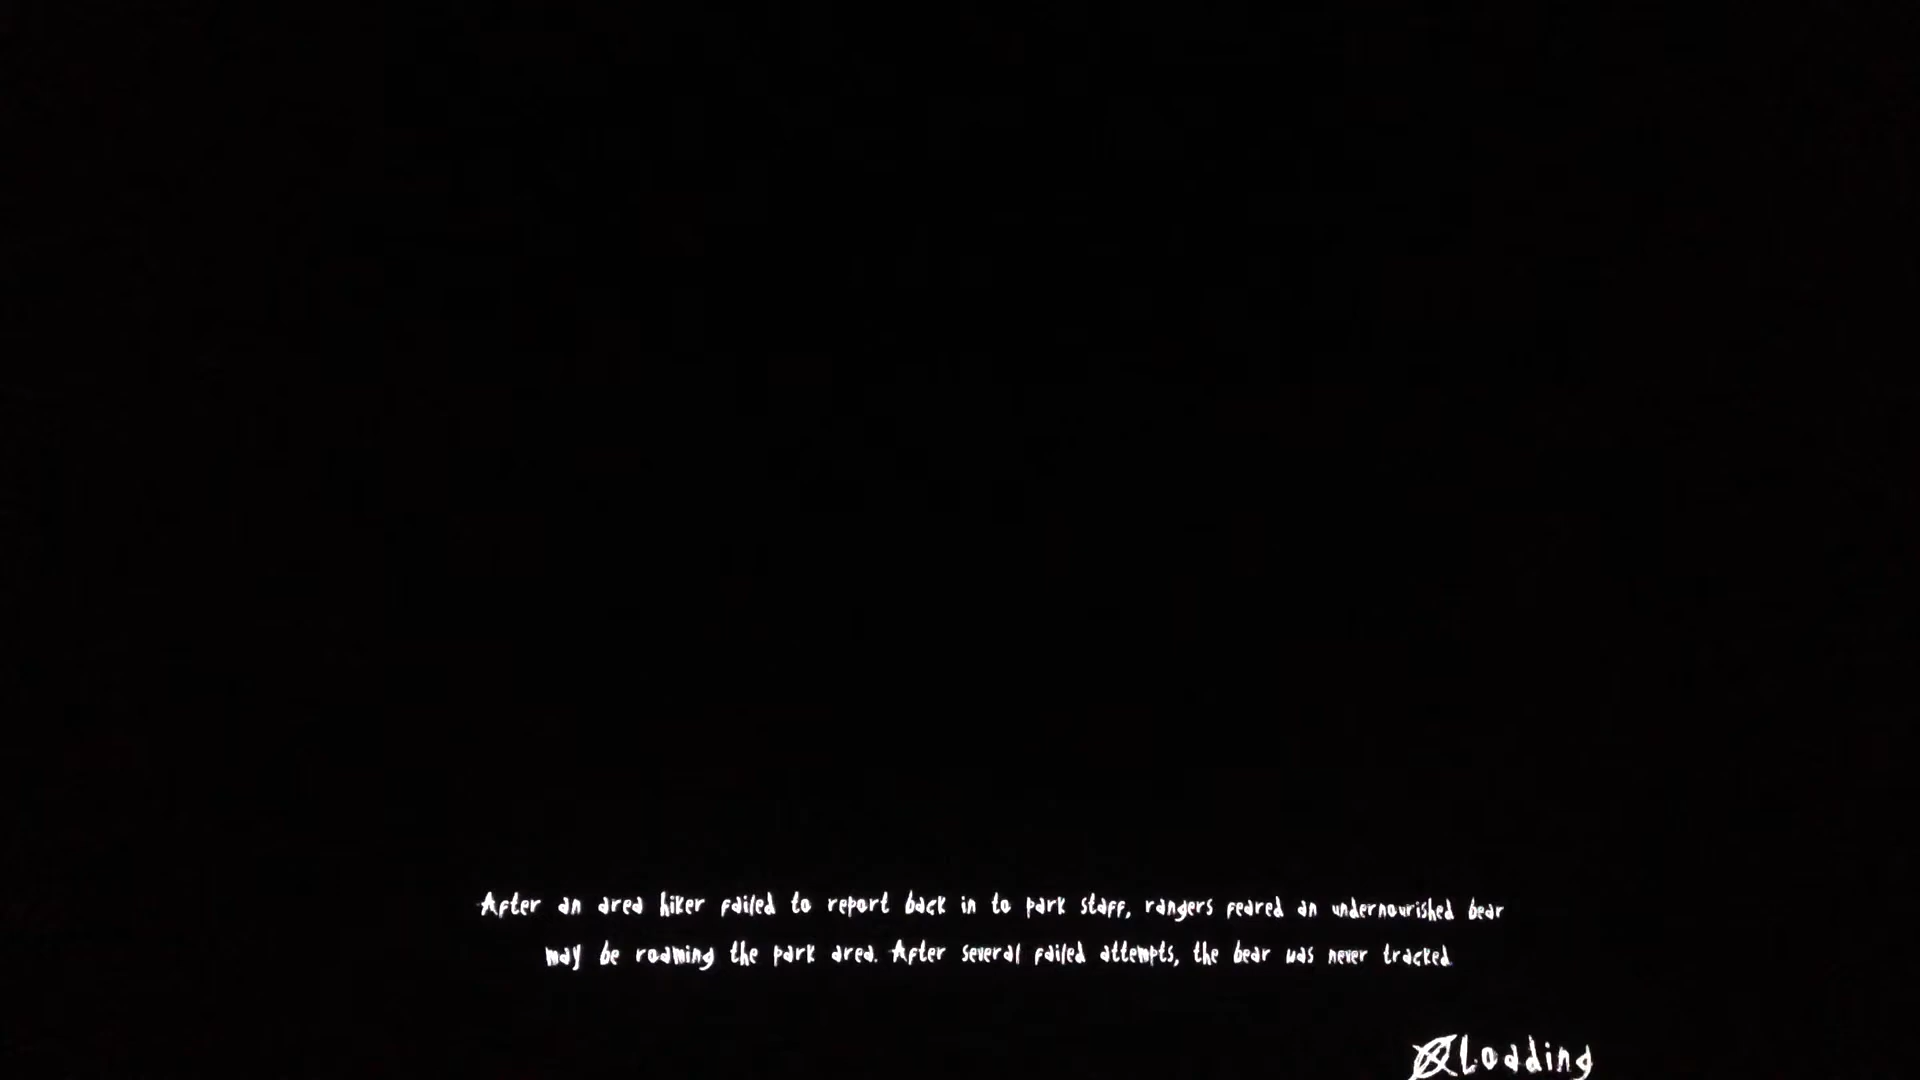 After an area hiker failed to report back in to park staff, rangers feared an undernourished bear
may be roaming the park area. After several failed attempts, the bear was never tracked
Loading